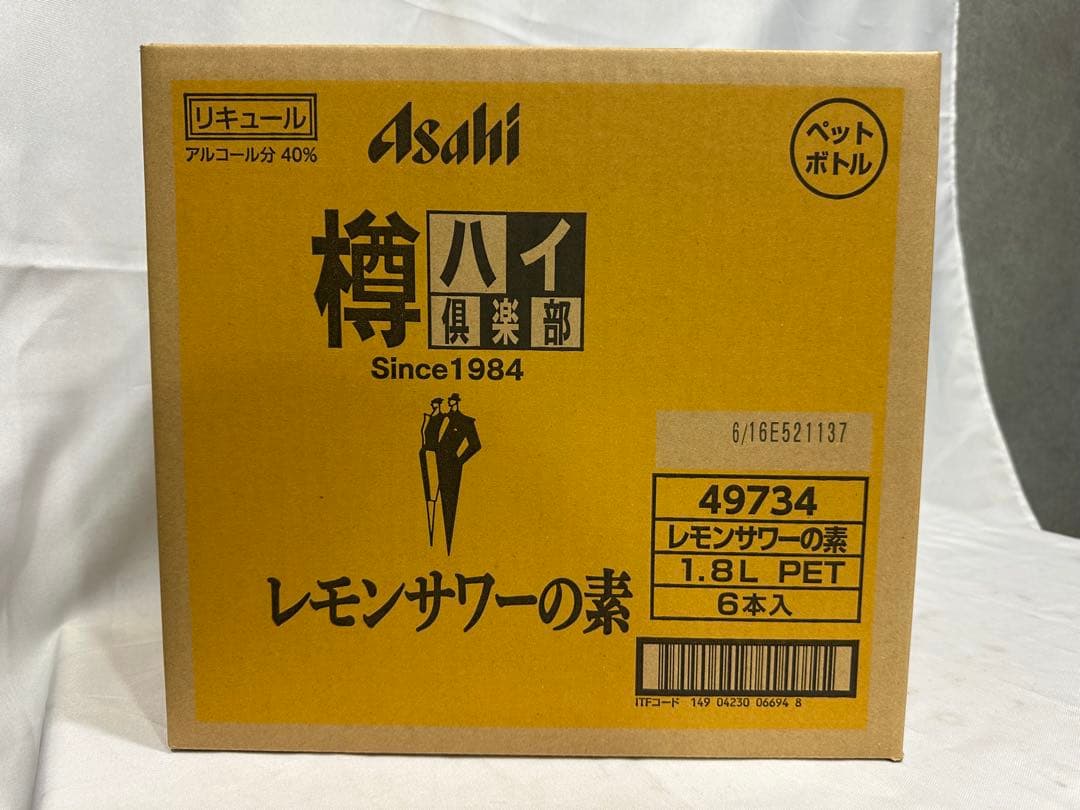 リキュール
アルコール分 40%
Asahi
ペット
ボトル
樽ハイ
倶楽部
Since1984
6/16E521137
49734
レモンサワーの素
1.8L PET
6本入
レモンサワーの素
ITFコード 149 04230 06694 8